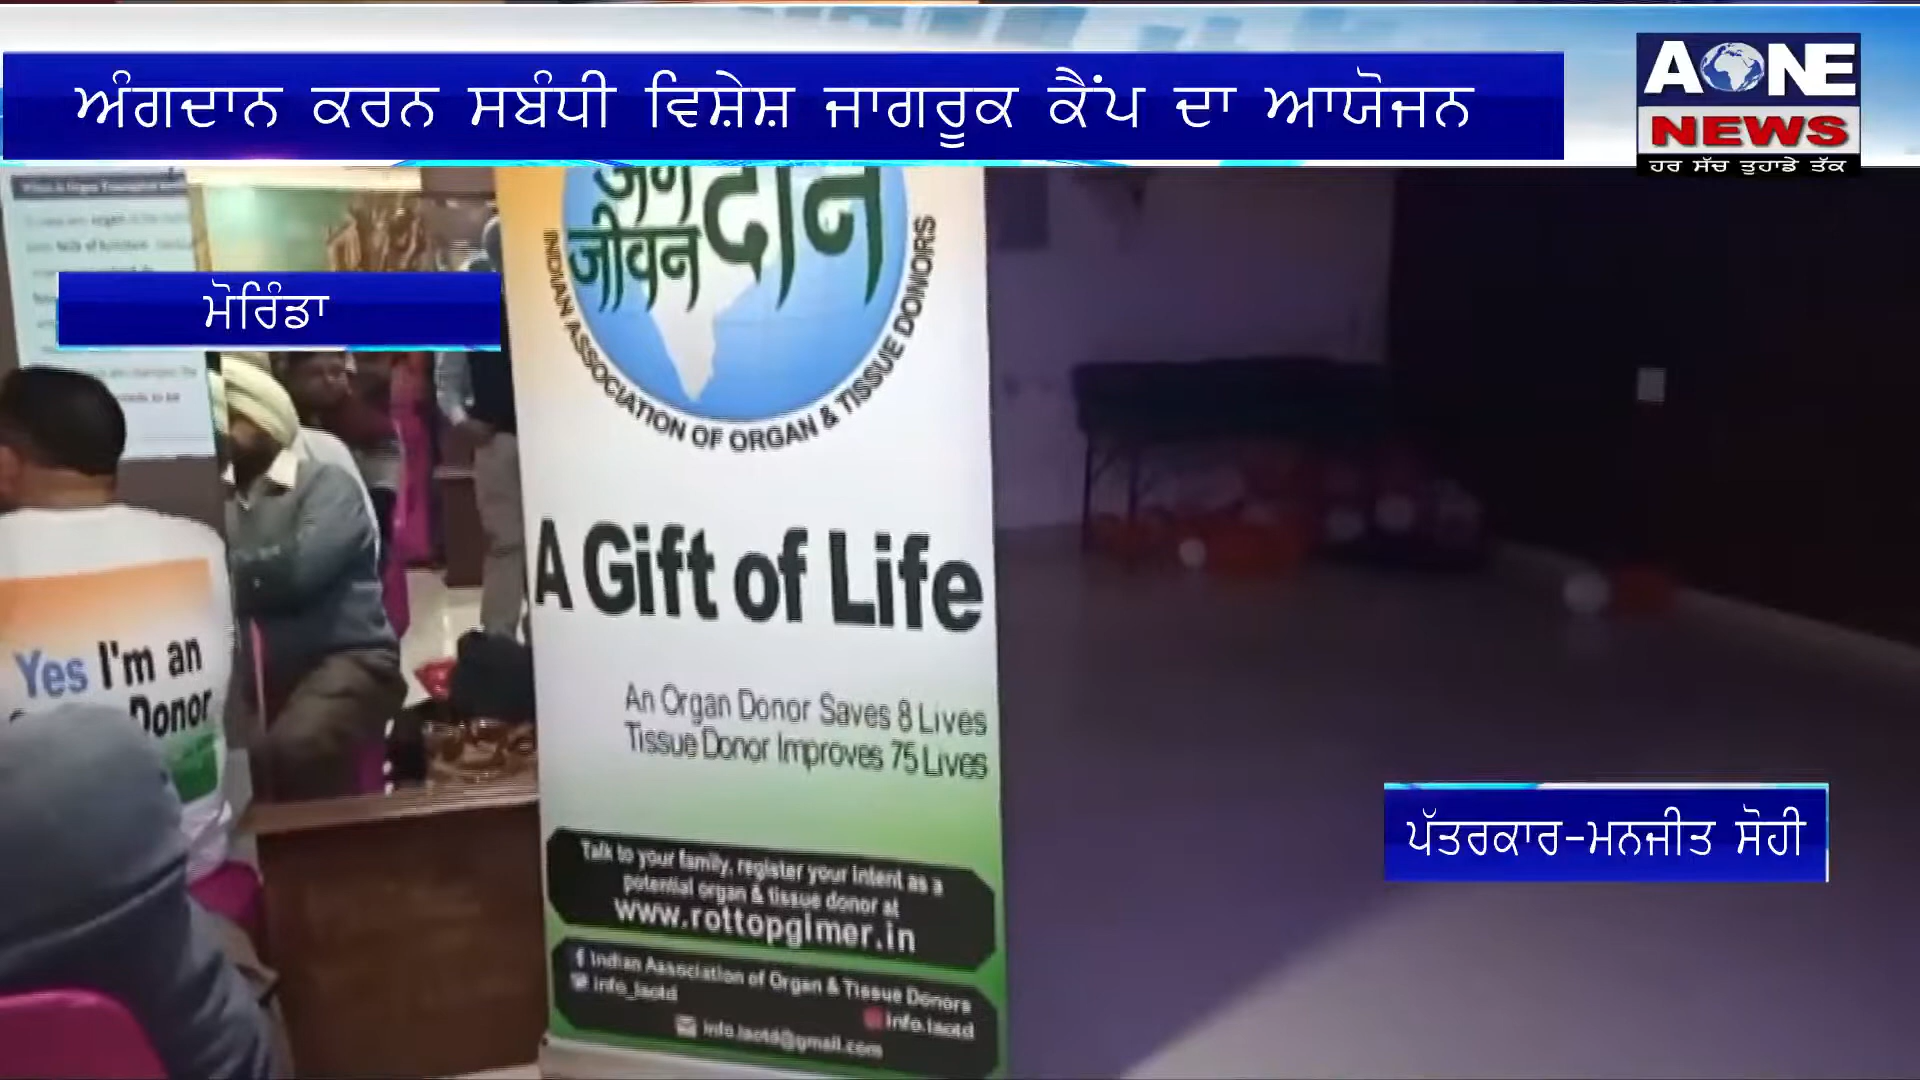 ਅੰਗਦਾਨ ਕਰਨ ਸਬੰਧੀ ਵਿਸ਼ੇਸ਼ ਜਾਗਰੂਕ ਕੈਂਪ ਦਾ ਆਯੋਜਨ
AONE
NEWS
ਹਰ ਸੱਚ ਤੁਹਾਡੇ ਤੱਕ
ਮੋਰਿੰਡਾ
जीवन दान
INDIAN ASSOCIATION OF ORGAN & TISSUE DONORS
A Gift of Life
An Organ Donor Saves 8 Lives
Tissue Donor Improves 75 Lives
Talk to your family, register your intent as a
potential organ & tissue donor at
www.rottopgimer.in
Indian Association of Organ & Tissue Donors
info_iaotd
info.iaotd
info.iaotd@gmail.com
Yes I'm an
Donor
ਪੱਤਰਕਾਰ-ਮਨਜੀਤ ਸੋਹੀ